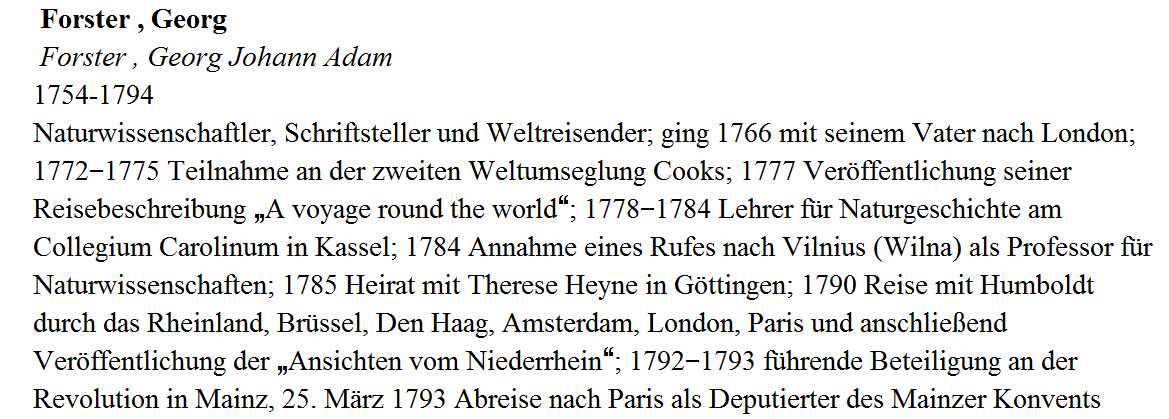 Forster , Georg
Forster , Georg Johann Adam
1754-1794
Naturwissenschaftler, Schriftsteller und Weltreisender; ging 1766 mit seinem Vater nach London;
1772−1775 Teilnahme an der zweiten Weltumseglung Cooks; 1777 Veröffentlichung seiner
Reisebeschreibung „A voyage round the world“; 1778−1784 Lehrer für Naturgeschichte am
Collegium Carolinum in Kassel; 1784 Annahme eines Rufes nach Vilnius (Wilna) als Professor für
Naturwissenschaften; 1785 Heirat mit Therese Heyne in Göttingen; 1790 Reise mit Humboldt
durch das Rheinland, Brüssel, Den Haag, Amsterdam, London, Paris und anschließend
Veröffentlichung der „Ansichten vom Niederrhein“; 1792−1793 führende Beteiligung an der
Revolution in Mainz, 25. März 1793 Abreise nach Paris als Deputierter des Mainzer Konvents